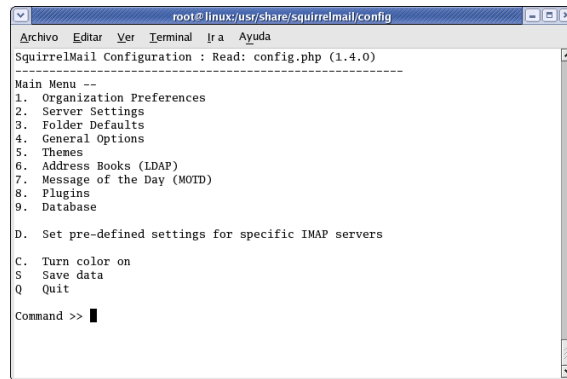 root@linux:/usr/share/squirrelmail/config
Archivo Editar Ver Terminal Ir a Ayuda
SquirrelMail Configuration : Read: config.php (1.4.0)
---------------------------------------------------------
Main Menu --
1. Organization Preferences
2. Server Settings
3. Folder Defaults
4. General Options
5. Themes
6. Address Books (LDAP)
7. Message of the Day (MOTD)
8. Plugins
9. Database
D. Set pre-defined settings for specific IMAP servers
C. Turn color on
S Save data
Q Quit
Command >>